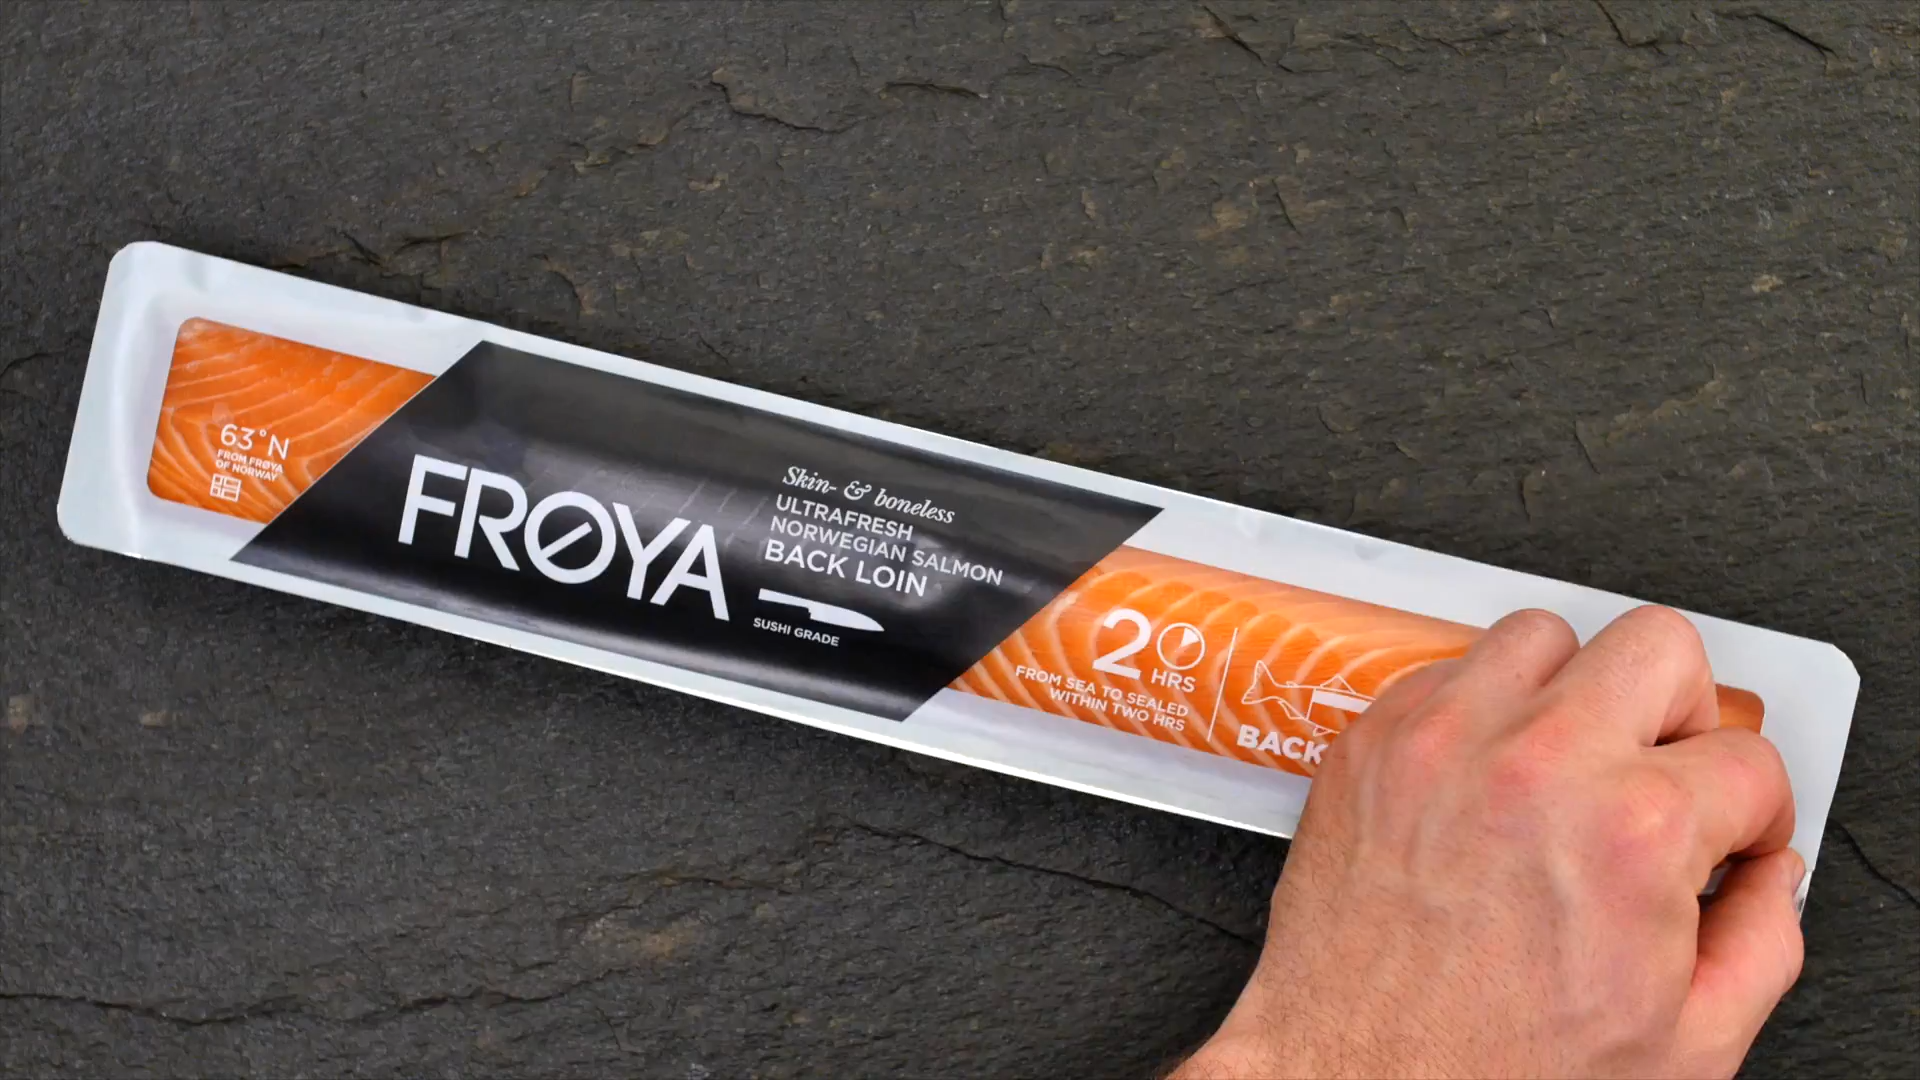 63°N
FROM FRØYA
OF NORWAY
FRØYA
Skin- & boneless
ULTRAFRESH
NORWEGIAN SALMON
BACK LOIN
SUSHI GRADE
2 HRS
FROM SEA TO SEALED
WITHIN TWO HRS
BACK